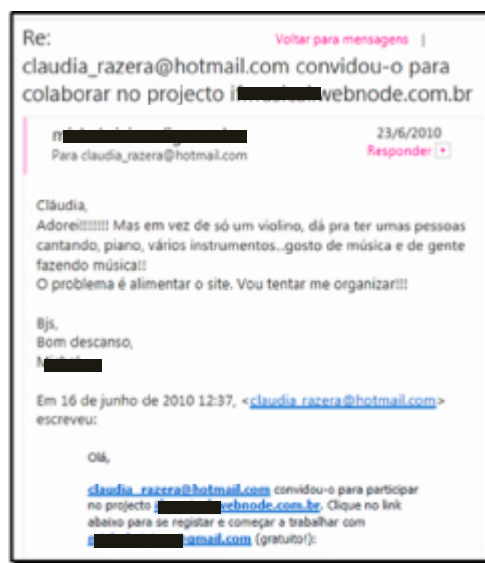 Re:
Voltar para mensagens |
claudia_razera@hotmail.com convidou-o para
colaborar no projecto webnode.com.br
23/6/2010
Para claudia_razera@hotmail.com
Responder
Cláudia,
Adorei!!!!!!! Mas em vez de só um violino, dá pra ter umas pessoas
cantando, piano, vários instrumentos...gosto de música e de gente
fazendo música!!
O problema é alimentar o site. Vou tentar me organizar!!!
Bjs,
Bom descanso,
Em 16 de junho de 2010 12:37, <claudia_razera@hotmail.com>
escreveu:
Olá,
claudia_razera@hotmail.com convidou-o para participar
no projecto webnode.com.br. Clique no link
abaixo para se registar e começar a trabalhar com
@gmail.com (gratuito!):